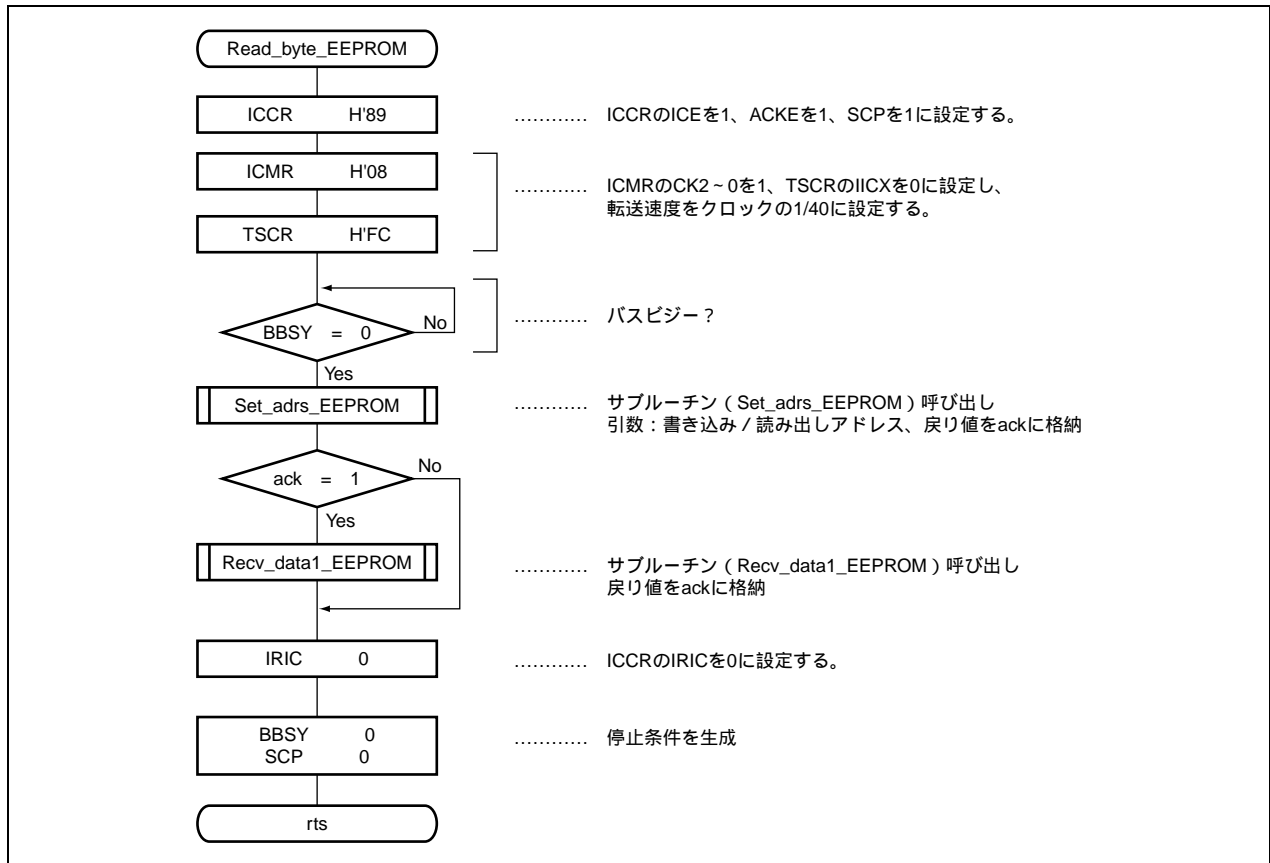 Read_byte_EEPROM
ICCR H'89 ………… ICCRのICEを1、ACKEを1、SCPを1に設定する。
ICMR H'08
………… ICMRのCK2~0を1、TSCRのIICXを0に設定し、
転送速度をクロックの1/40に設定する。
TSCR H'FC
BBSY = 0 No ………… バスビジー?
Yes
Set_adrs_EEPROM ………… サブルーチン(Set_adrs_EEPROM)呼び出し
引数:書き込み/読み出しアドレス、戻り値をackに格納
ack = 1 No
Yes
Recv_data1_EEPROM ………… サブルーチン(Recv_data1_EEPROM)呼び出し
戻り値をackに格納
IRIC 0 ………… ICCRのIRICを0に設定する。
BBSY 0 ………… 停止条件を生成
SCP 0
rts